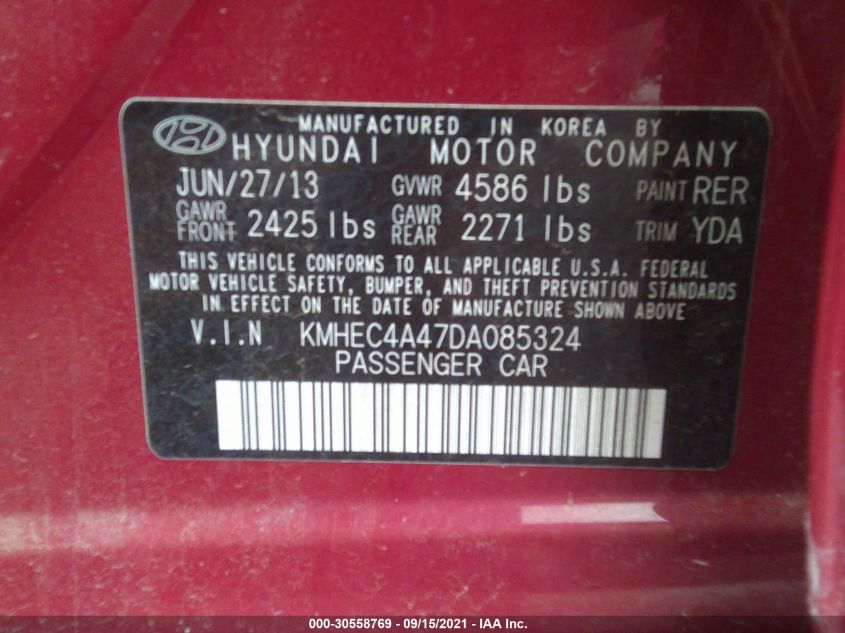 MANUFACTURED IN KOREA BY
HYUNDAI MOTOR COMPANY
JUN/27/13 GVWR 4586 lbs PAINT RER
GAWR FRONT 2425 lbs GAWR REAR 2271 lbs TRIM YDA
THIS VEHICLE CONFORMS TO ALL APPLICABLE U.S.A. FEDERAL
MOTOR VEHICLE SAFETY, BUMPER, AND THEFT PREVENTION STANDARDS
IN EFFECT ON THE DATE OF MANUFACTURE SHOWN ABOVE
V.I.N KMHEC4A47DA085324
PASSENGER CAR
000-30558769 - 09/15/2021 - IAA Inc.